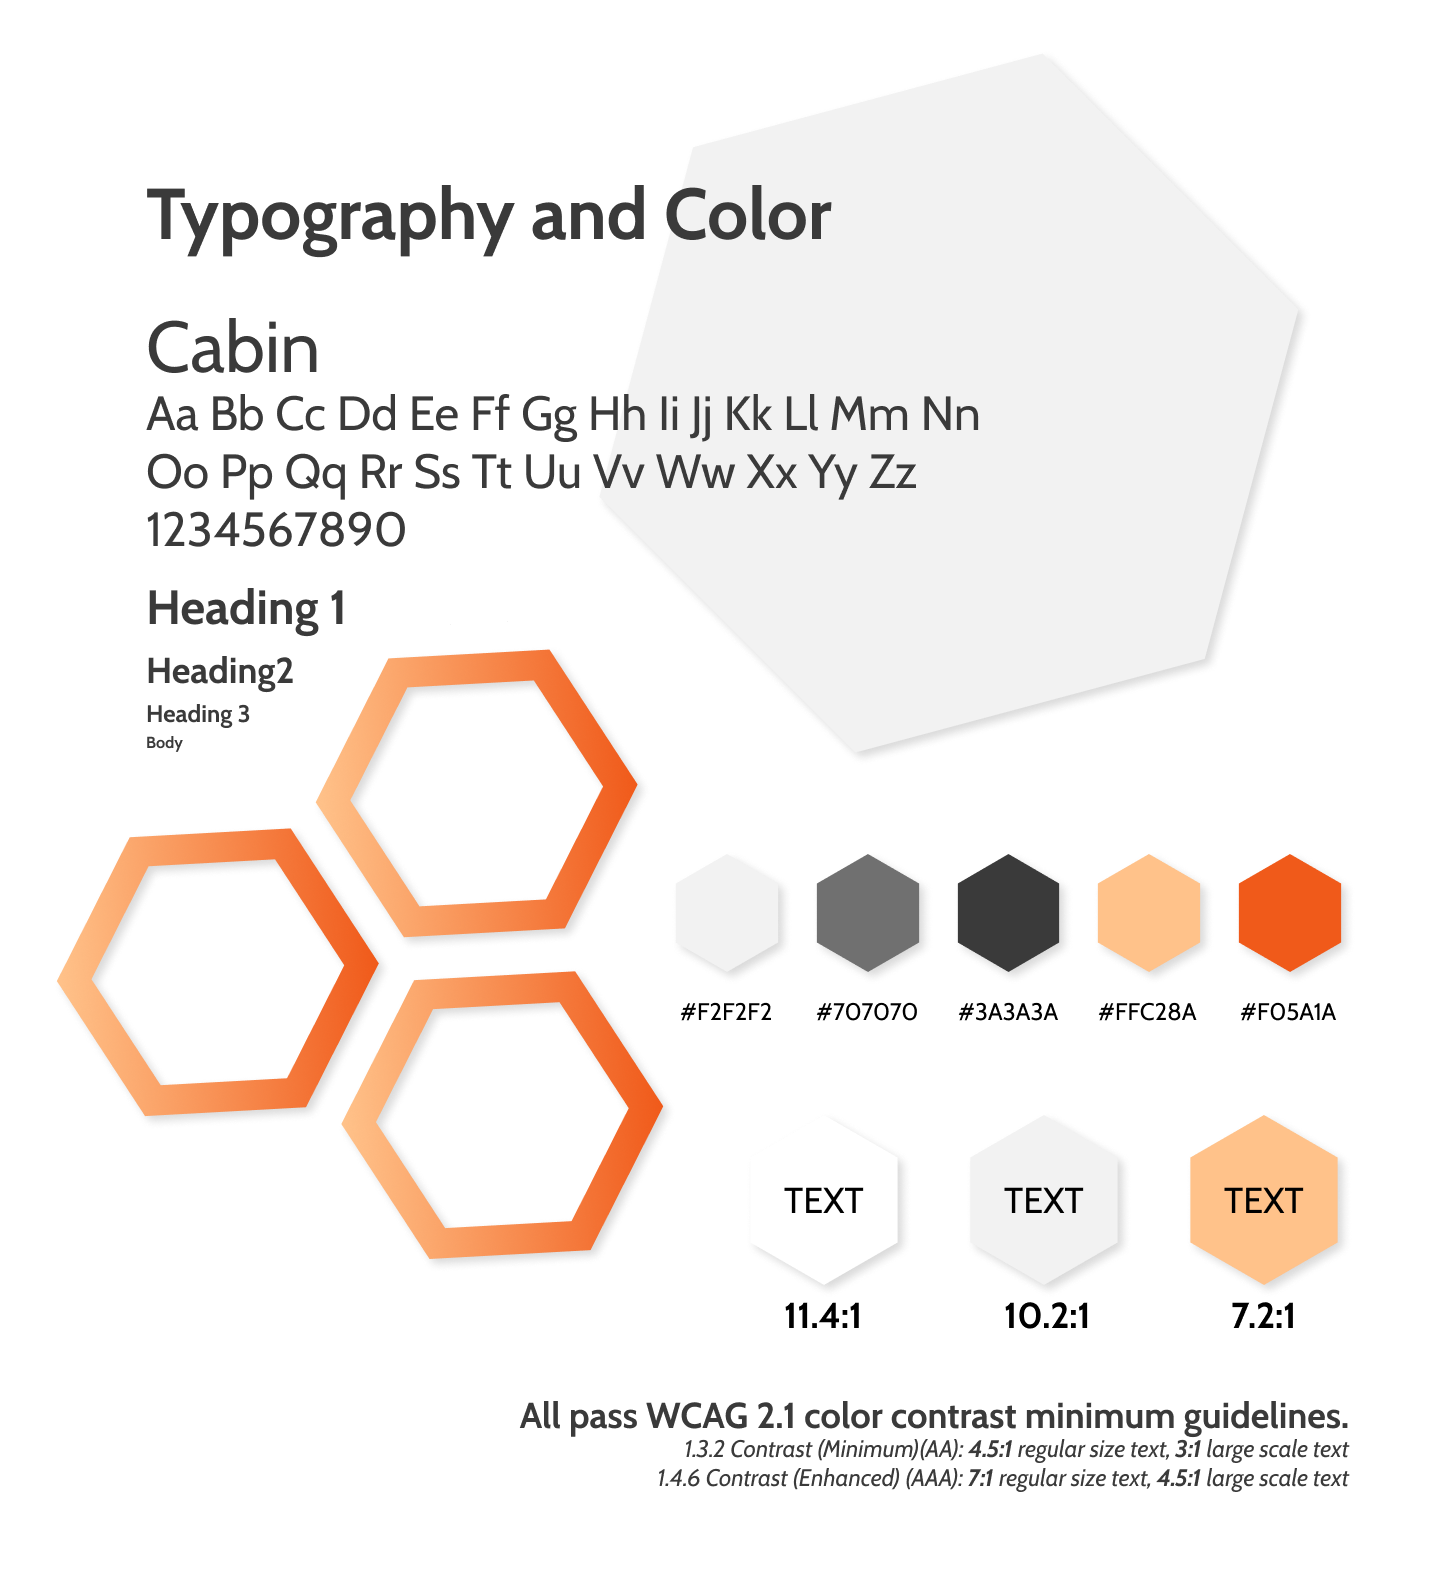 Typography and Color
Cabin
Aa Bb Cc Dd Ee Ff Gg Hh Ii Jj Kk Ll Mm Nn
Oo Pp Qq Rr Ss Tt Uu Vv Ww Xx Yy Zz
1234567890
Heading 1
Heading2
Heading 3
Body
#F2F2F2 #707070 #3A3A3A #FFC28A #F05A1A
TEXT TEXT TEXT
11.4:1 10.2:1 7.2:1
All pass WCAG 2.1 color contrast minimum guidelines.
1.3.2 Contrast (Minimum)(AA): 4.5:1 regular size text, 3:1 large scale text
1.4.6 Contrast (Enhanced) (AAA): 7:1 regular size text, 4.5:1 large scale text